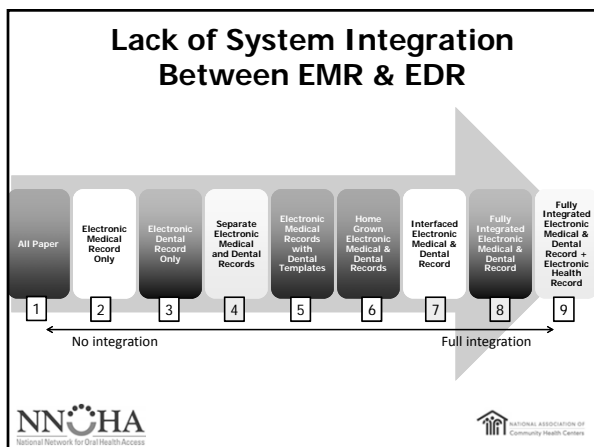 Lack of System Integration
Between EMR & EDR
All Paper
Electronic
Medical
Record
Only
Electronic
Dental
Record
Only
Separate
Electronic
Medical
and Dental
Records
Electronic
Medical
Records
with
Dental
Templates
Home
Grown
Electronic
Medical &
Dental
Records
Interfaced
Electronic
Medical
& Dental
Record
Fully
Integrated
Electronic
Medical &
Dental
Record
Fully
Integrated
Electronic
Medical &
Dental
Record +
Electronic
Health
Record
1 2 3 4 5 6 7 8 9
No integration Full integration
NNOHA
National Network for Oral Health Access
NATIONAL ASSOCIATION OF
Community Health Centers